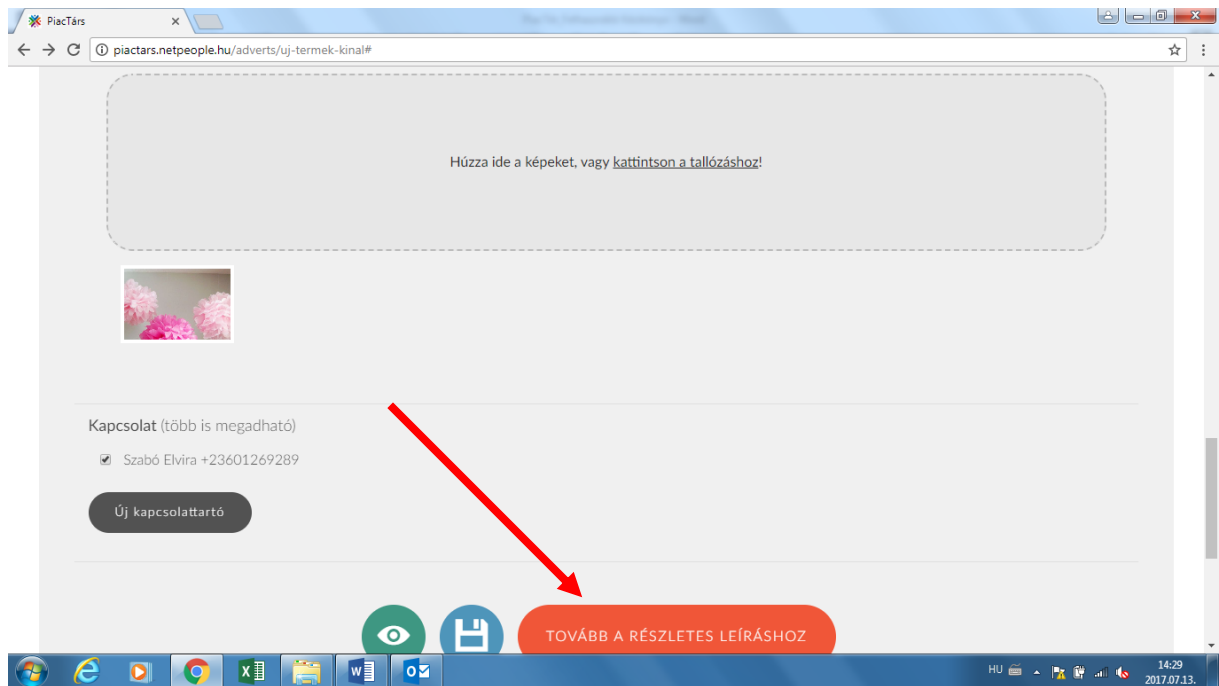 PiacTárs
piactars.netpeople.hu/adverts/uj-termek-kinal#
Húzza ide a képeket, vagy kattintson a tallózáshoz!
Kapcsolat (több is megadható)
Szabó Elvira +23601269289
Új kapcsolattartó
TOVÁBB A RÉSZLETES LEÍRÁSHOZ
HU
14:29
2017.07.13.